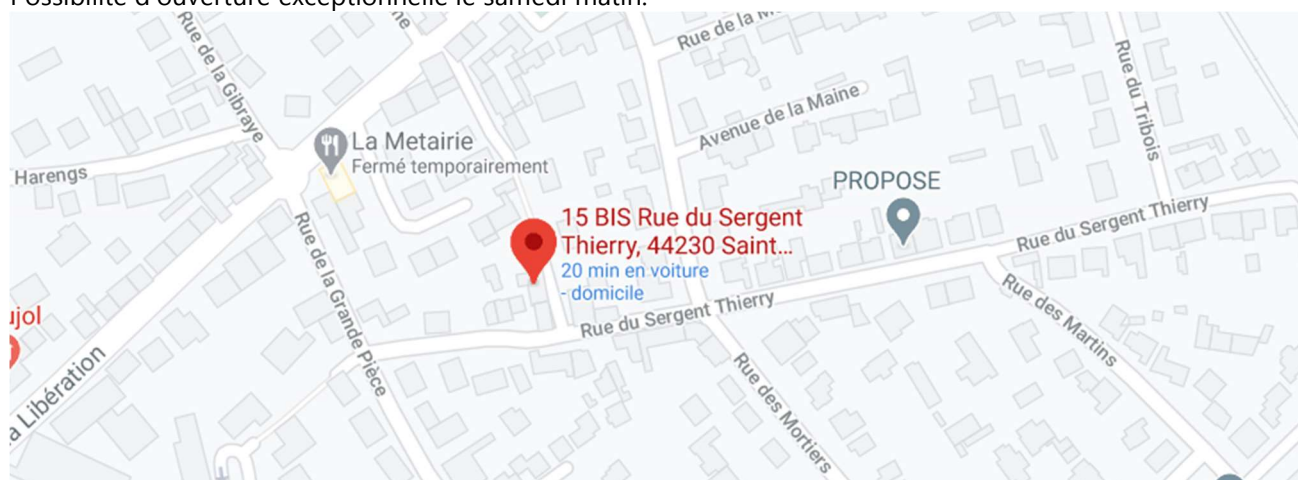 Possibilité d'ouverture exceptionnelle le samedi matin.
Rue de la Gibraye
Rue de la M
Avenue de la Maine
Rue du Tribois
La Metairie
Fermé temporairement
Harengs
PROPOSE
15 BIS Rue du Sergent
Thierry, 44230 Saint...
20 min en voiture
- domicile
Rue du Sergent Thierry
Rue de la Grande Pièce
Rue du Sergent Thierry
Rue des Martins
ujol
a Libération
Rue des Mortiers